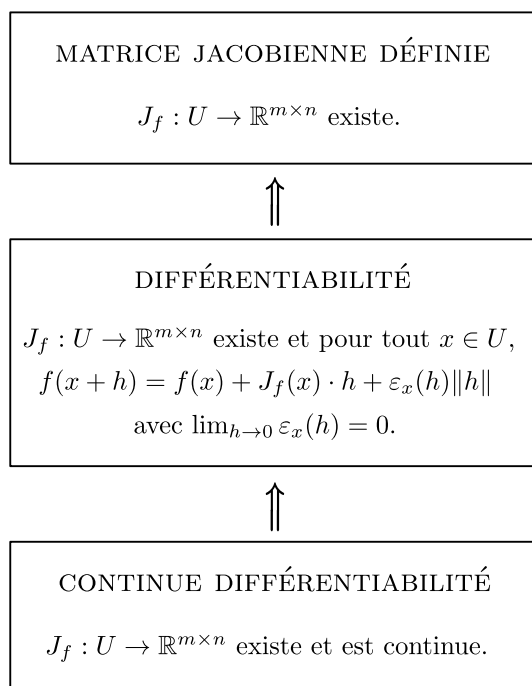 MATRICE JACOBIENNE DÉFINIE
J_f : U → ℝ^{m×n} existe.
⇑
DIFFÉRENTIABILITÉ
J_f : U → ℝ^{m×n} existe et pour tout x ∈ U,
f(x + h) = f(x) + J_f(x) · h + ε_x(h)‖h‖
avec lim_{h→0} ε_x(h) = 0.
⇑
CONTINUE DIFFÉRENTIABILITÉ
J_f : U → ℝ^{m×n} existe et est continue.